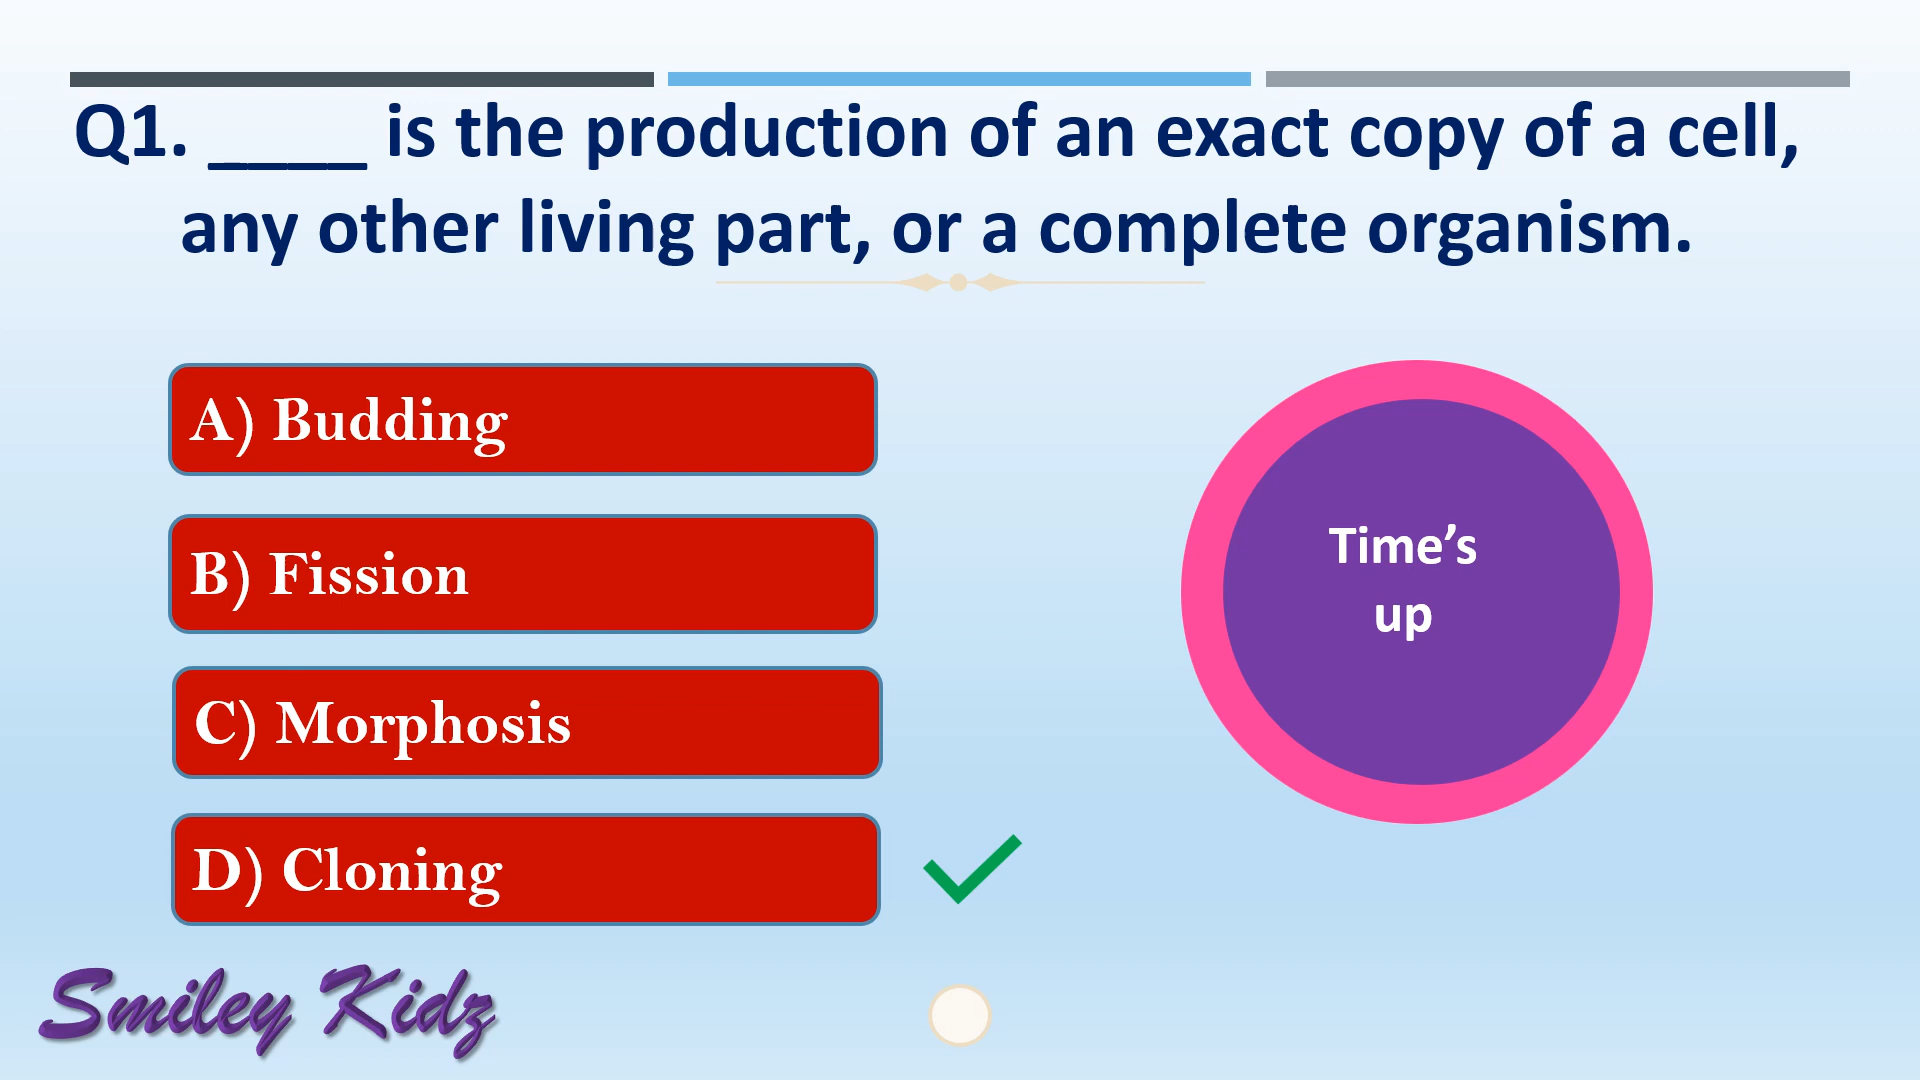 Q1. ____ is the production of an exact copy of a cell,
any other living part, or a complete organism.
A) Budding
B) Fission
C) Morphosis
D) Cloning
Time’s
up
Smiley Kidz